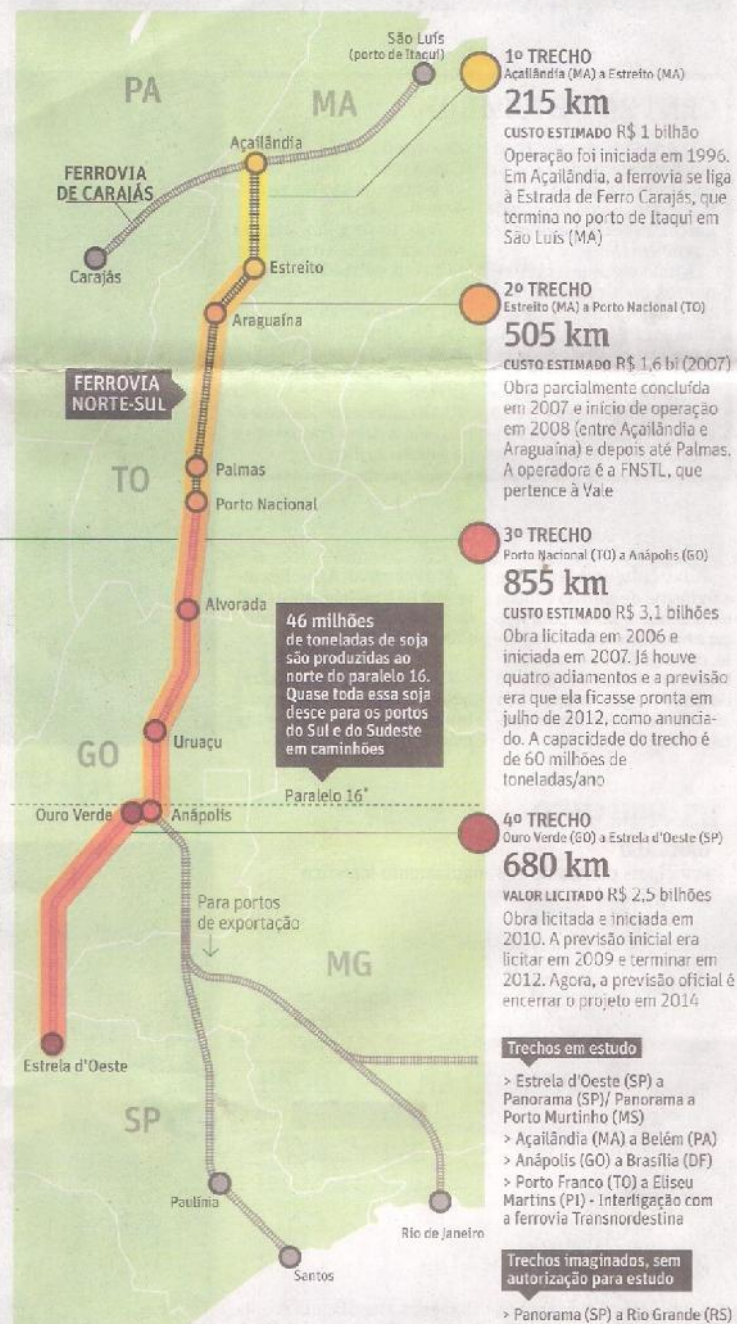 São Luís
(porto de Itaqui)
PA
MA
Açailândia
FERROVIA
DE CARAJÁS
Carajás
Estreito
Araguaína
FERROVIA
NORTE-SUL
TO
Palmas
Porto Nacional
Alvorada
46 milhões
de toneladas de soja
são produzidas ao
norte do paralelo 16.
Quase toda essa soja
desce para os portos
do Sul e do Sudeste
em caminhões
GO
Uruaçu
Paralelo 16°
Ouro Verde
Anápolis
Para portos
de exportação
MG
Estrela d'Oeste
SP
Paulínia
Rio de Janeiro
Santos
1º TRECHO
Açailândia (MA) a Estreito (MA)
215 km
CUSTO ESTIMADO R$ 1 bilhão
Operação foi iniciada em 1996.
Em Açailândia, a ferrovia se liga
à Estrada de Ferro Carajás, que
termina no porto de Itaqui em
São Luís (MA)
2º TRECHO
Estreito (MA) a Porto Nacional (TO)
505 km
CUSTO ESTIMADO R$ 1,6 bi (2007)
Obra parcialmente concluída
em 2007 e início de operação
em 2008 (entre Açailândia e
Araguaína) e depois até Palmas.
A operadora é a FNSTL, que
pertence à Vale
3º TRECHO
Porto Nacional (TO) a Anápolis (GO)
855 km
CUSTO ESTIMADO R$ 3,1 bilhões
Obra licitada em 2006 e
iniciada em 2007. Já houve
quatro adiamentos e a previsão
era que ela ficasse pronta em
julho de 2012, como anuncia-
do. A capacidade do trecho é
de 60 milhões de
toneladas/ano
4º TRECHO
Ouro Verde (GO) a Estrela d'Oeste (SP)
680 km
VALOR LICITADO R$ 2,5 bilhões
Obra licitada e iniciada em
2010. A previsão inicial era
licitar em 2009 e terminar em
2012. Agora, a previsão oficial é
encerrar o projeto em 2014
Trechos em estudo
> Estrela d'Oeste (SP) a
Panorama (SP)/ Panorama a
Porto Murtinho (MS)
> Açailândia (MA) a Belém (PA)
> Anápolis (GO) a Brasília (DF)
> Porto Franco (TO) a Eliseu
Martins (PI) - Interligação com
a ferrovia Transnordestina
Trechos imaginados, sem
autorização para estudo
> Panorama (SP) a Rio Grande (RS)